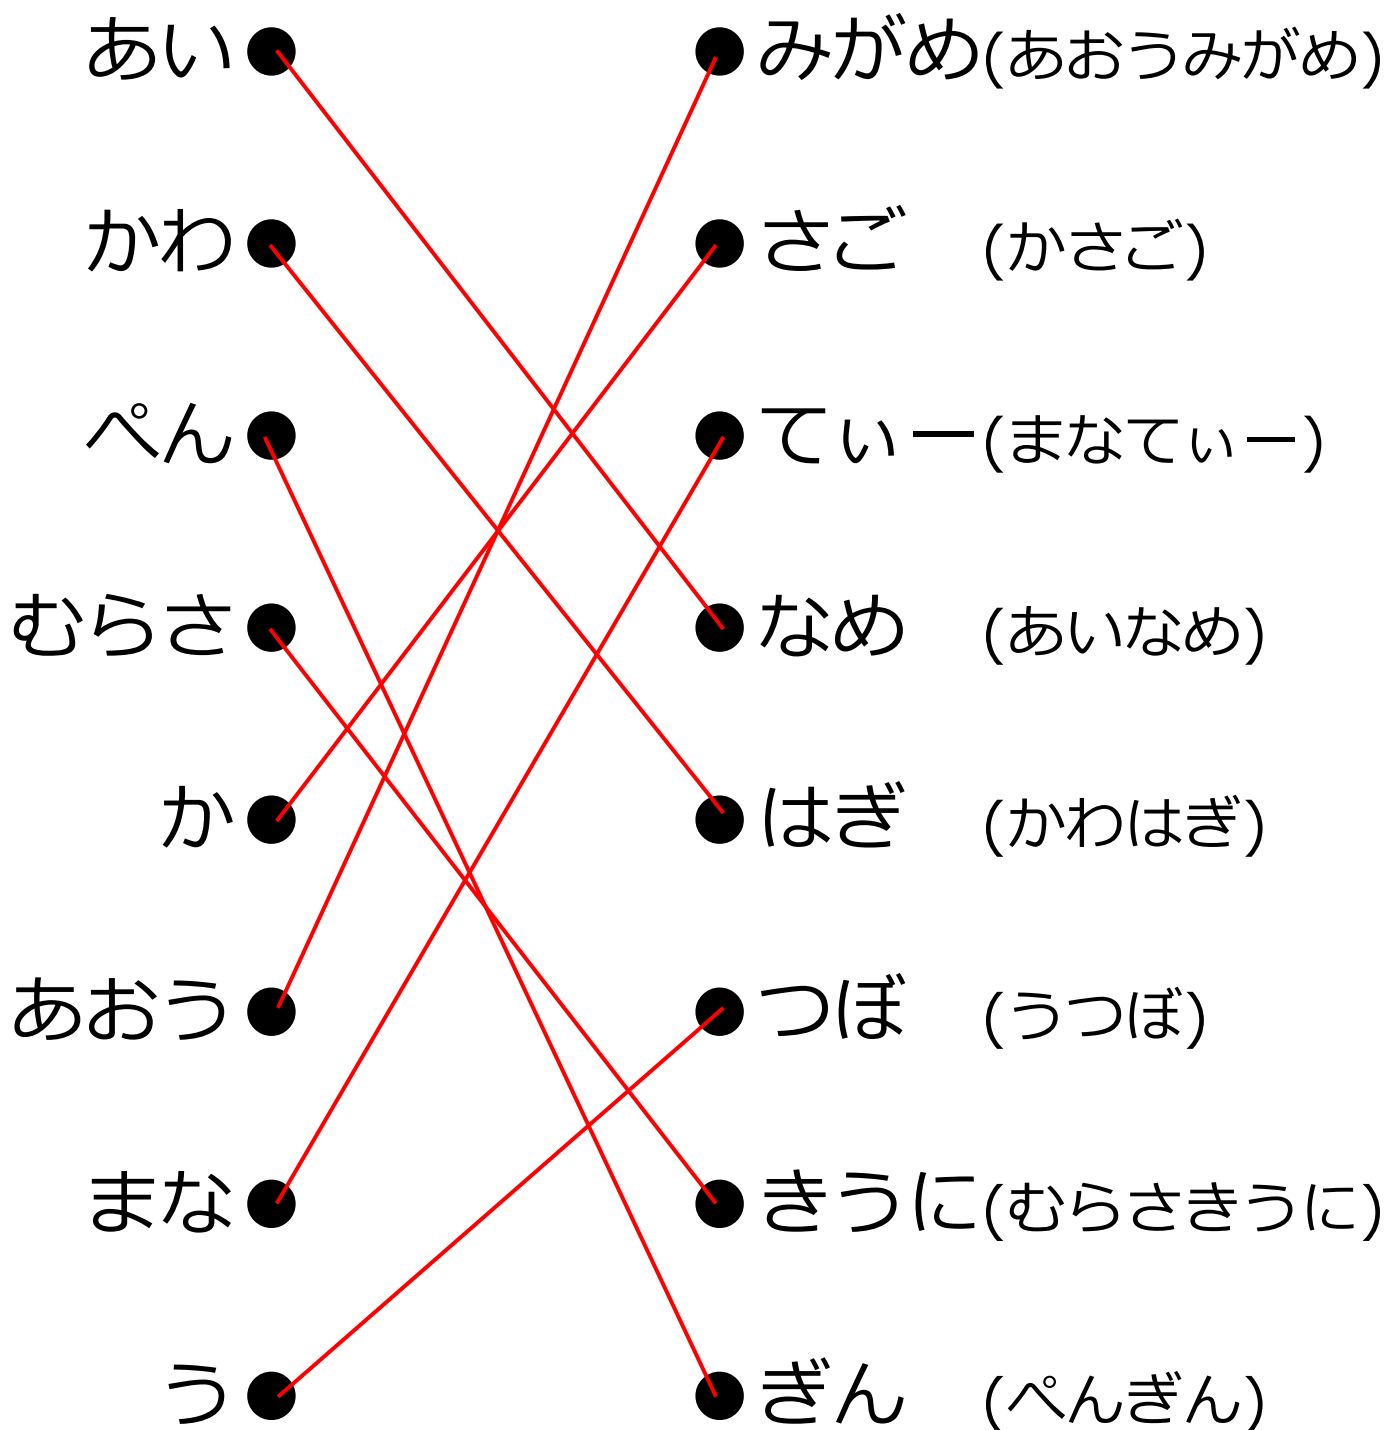 あい みがめ(あおうみがめ)
かわ さご (かさご)
ぺん てぃー(まなてぃー)
むらさ なめ (あいなめ)
か はぎ (かわはぎ)
あおう つぼ (うつぼ)
まな きうに(むらさきうに)
う ぎん (ぺんぎん)